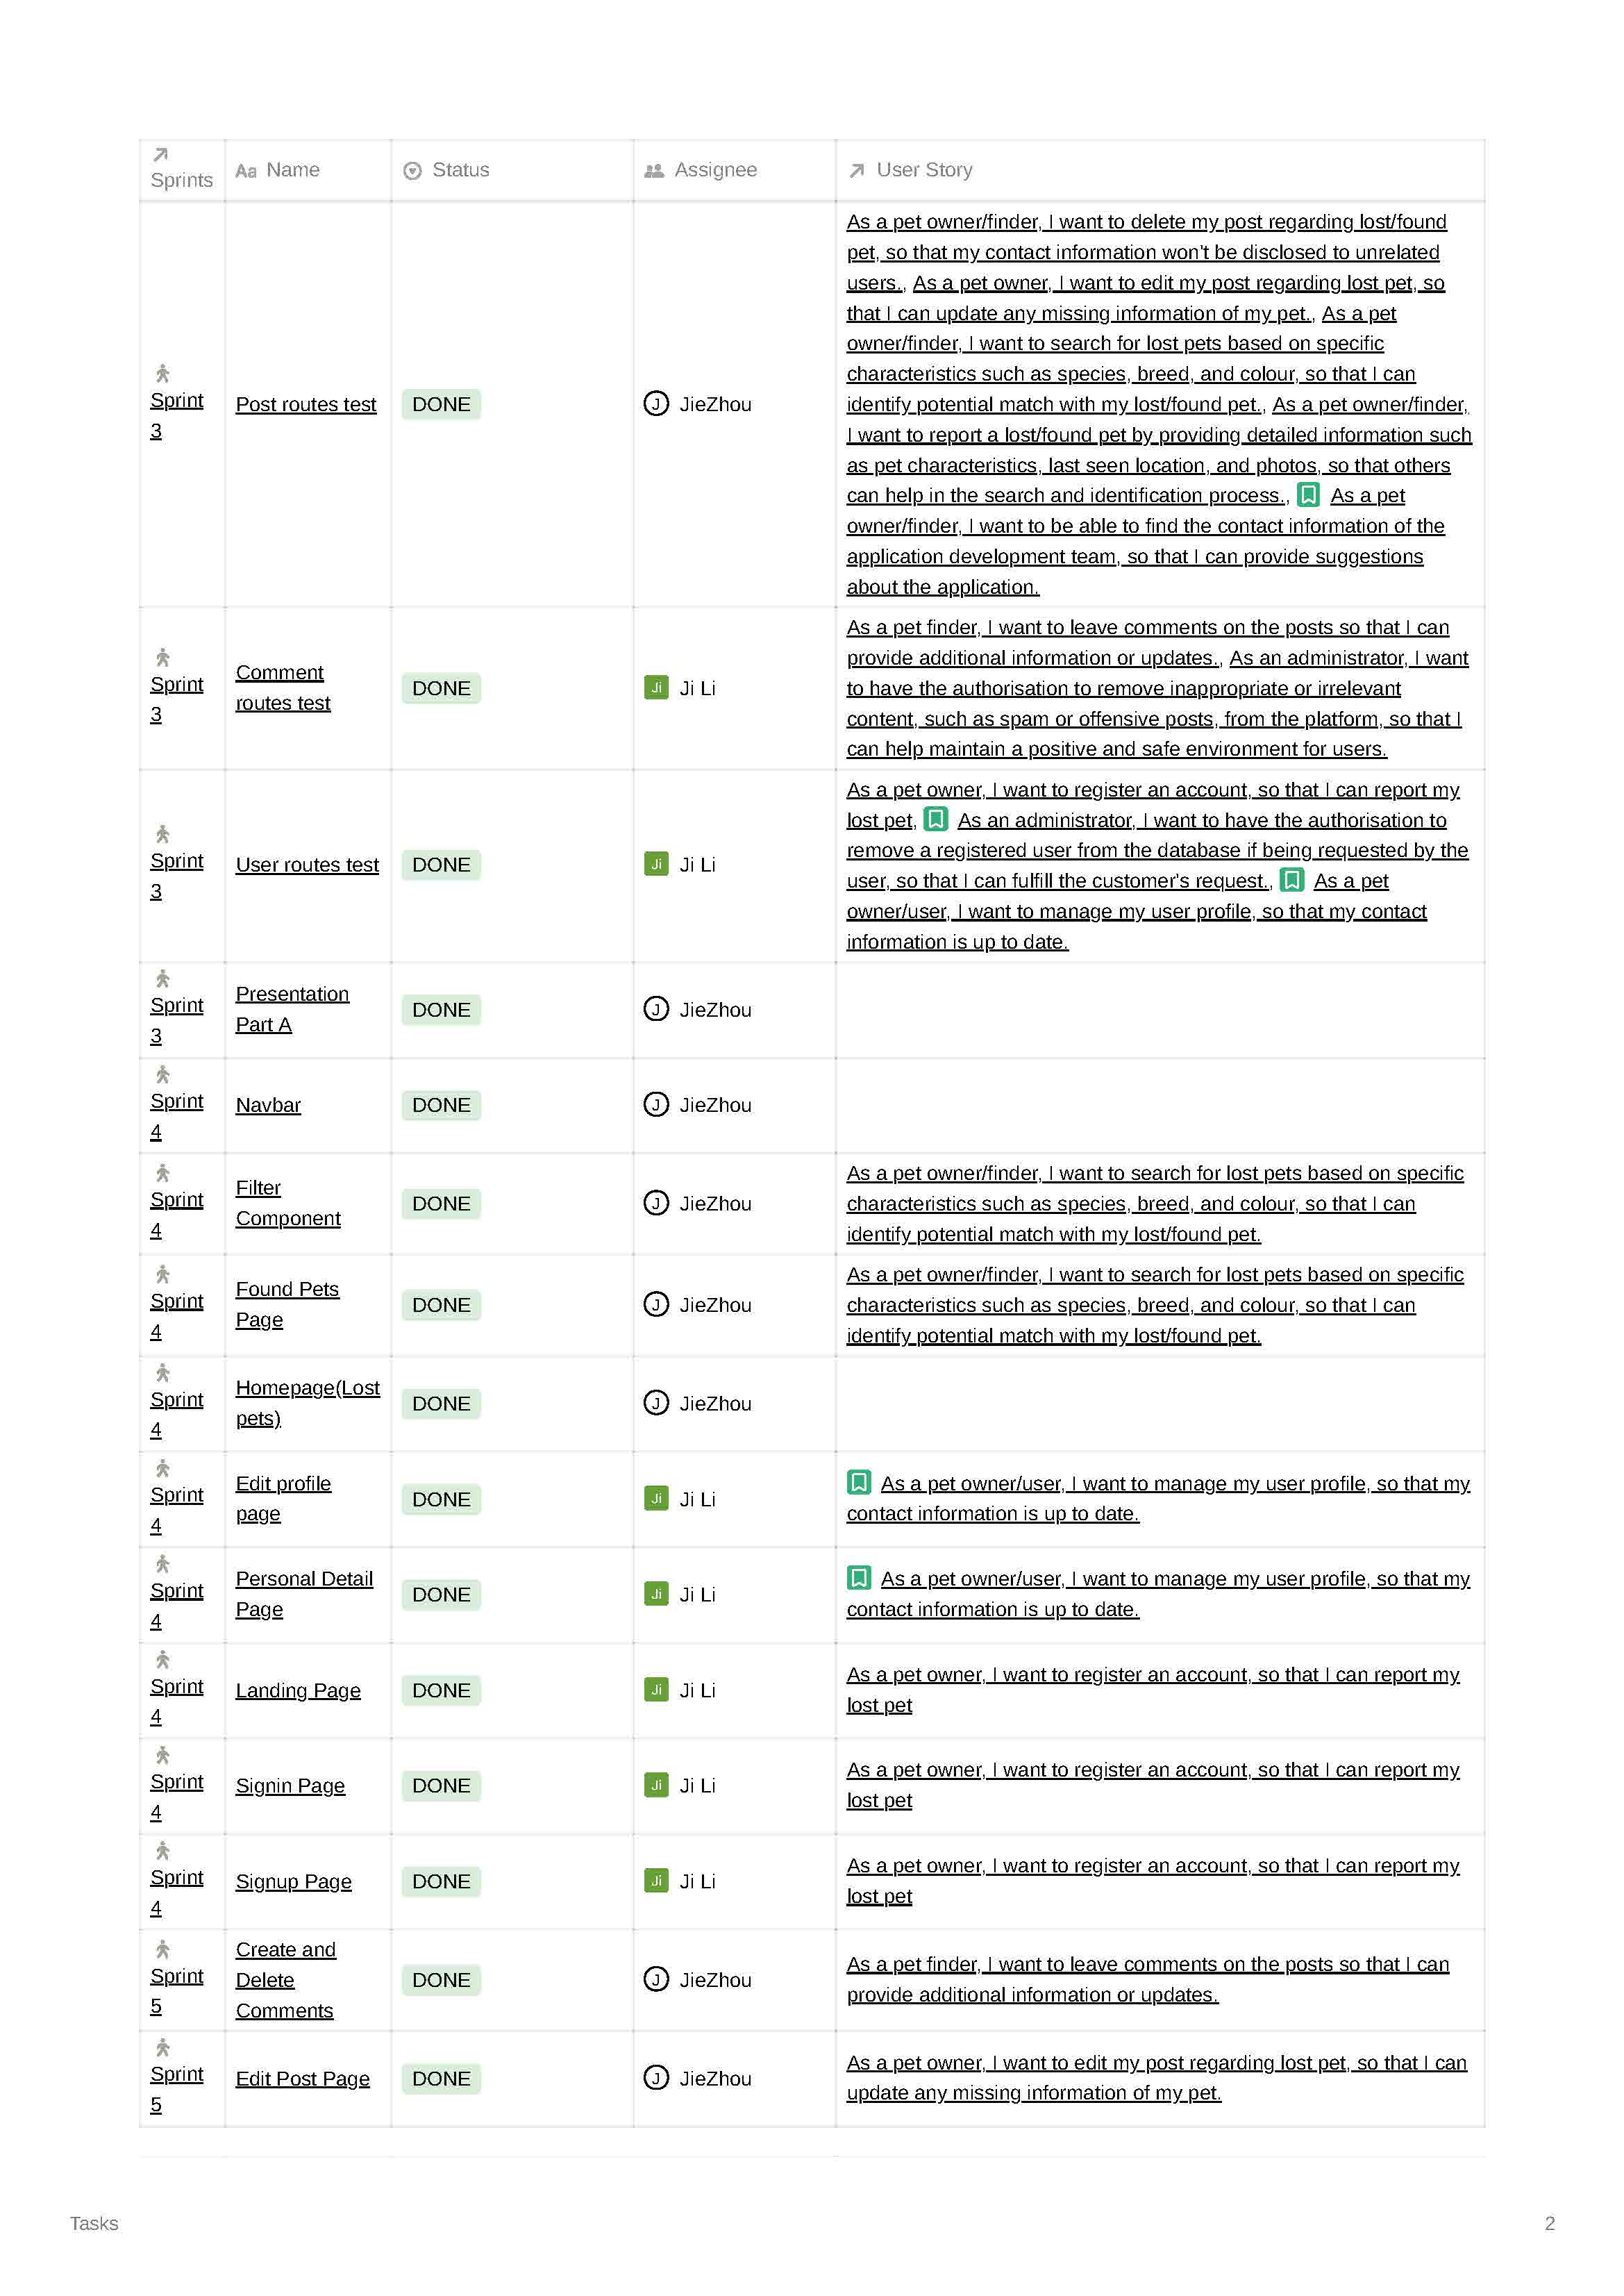 Sprints
Aa Name
Status
Assignee
User Story
Sprint
3
Post routes test
DONE
J JieZhou
As a pet owner/finder, I want to delete my post regarding lost/found
pet, so that my contact information won't be disclosed to unrelated
users., As a pet owner, I want to edit my post regarding lost pet, so
that I can update any missing information of my pet., As a pet
owner/finder, I want to search for lost pets based on specific
characteristics such as species, breed, and colour, so that I can
identify potential match with my lost/found pet., As a pet owner/finder,
I want to report a lost/found pet by providing detailed information such
as pet characteristics, last seen location, and photos, so that others
can help in the search and identification process., As a pet
owner/finder, I want to be able to find the contact information of the
application development team, so that I can provide suggestions
about the application.
Sprint
3
Comment
routes test
DONE
Ji Ji Li
As a pet finder, I want to leave comments on the posts so that I can
provide additional information or updates., As an administrator, I want
to have the authorisation to remove inappropriate or irrelevant
content, such as spam or offensive posts, from the platform, so that I
can help maintain a positive and safe environment for users.
Sprint
3
User routes test
DONE
Ji Ji Li
As a pet owner, I want to register an account, so that I can report my
lost pet, As an administrator, I want to have the authorisation to
remove a registered user from the database if being requested by the
user, so that I can fulfill the customer's request., As a pet
owner/user, I want to manage my user profile, so that my contact
information is up to date.
Sprint
3
Presentation
Part A
DONE
J JieZhou
Sprint
4
Navbar
DONE
J JieZhou
Sprint
4
Filter
Component
DONE
J JieZhou
As a pet owner/finder, I want to search for lost pets based on specific
characteristics such as species, breed, and colour, so that I can
identify potential match with my lost/found pet.
Sprint
4
Found Pets
Page
DONE
J JieZhou
As a pet owner/finder, I want to search for lost pets based on specific
characteristics such as species, breed, and colour, so that I can
identify potential match with my lost/found pet.
Sprint
4
Homepage(Lost
pets)
DONE
J JieZhou
Sprint
4
Edit profile
page
DONE
Ji Ji Li
As a pet owner/user, I want to manage my user profile, so that my
contact information is up to date.
Sprint
4
Personal Detail
Page
DONE
Ji Ji Li
As a pet owner/user, I want to manage my user profile, so that my
contact information is up to date.
Sprint
4
Landing Page
DONE
Ji Ji Li
As a pet owner, I want to register an account, so that I can report my
lost pet
Sprint
4
Signin Page
DONE
Ji Ji Li
As a pet owner, I want to register an account, so that I can report my
lost pet
Sprint
4
Signup Page
DONE
Ji Ji Li
As a pet owner, I want to register an account, so that I can report my
lost pet
Sprint
5
Create and
Delete
Comments
DONE
J JieZhou
As a pet finder, I want to leave comments on the posts so that I can
provide additional information or updates.
Sprint
5
Edit Post Page
DONE
J JieZhou
As a pet owner, I want to edit my post regarding lost pet, so that I can
update any missing information of my pet.
Tasks
2